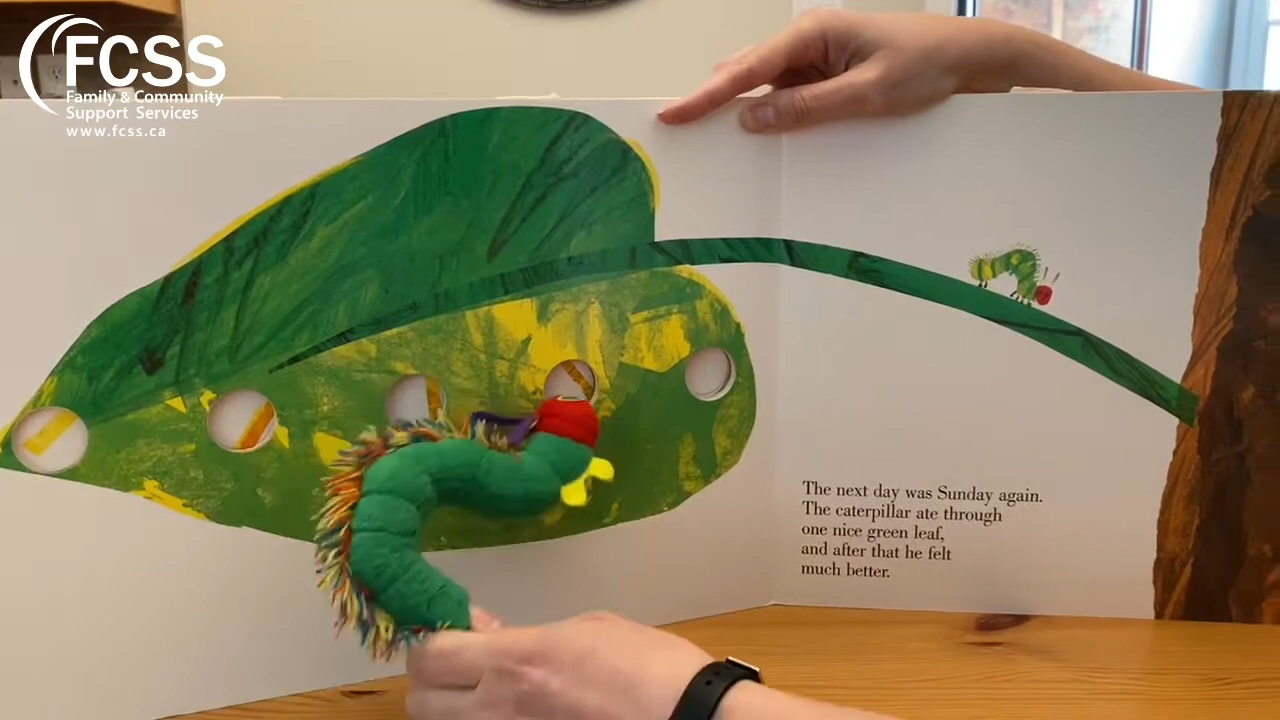 FCSS
Family & Community
Support Services
www.fcss.ca
The next day was Sunday again.
The caterpillar ate through
one nice green leaf,
and after that he felt
much better.